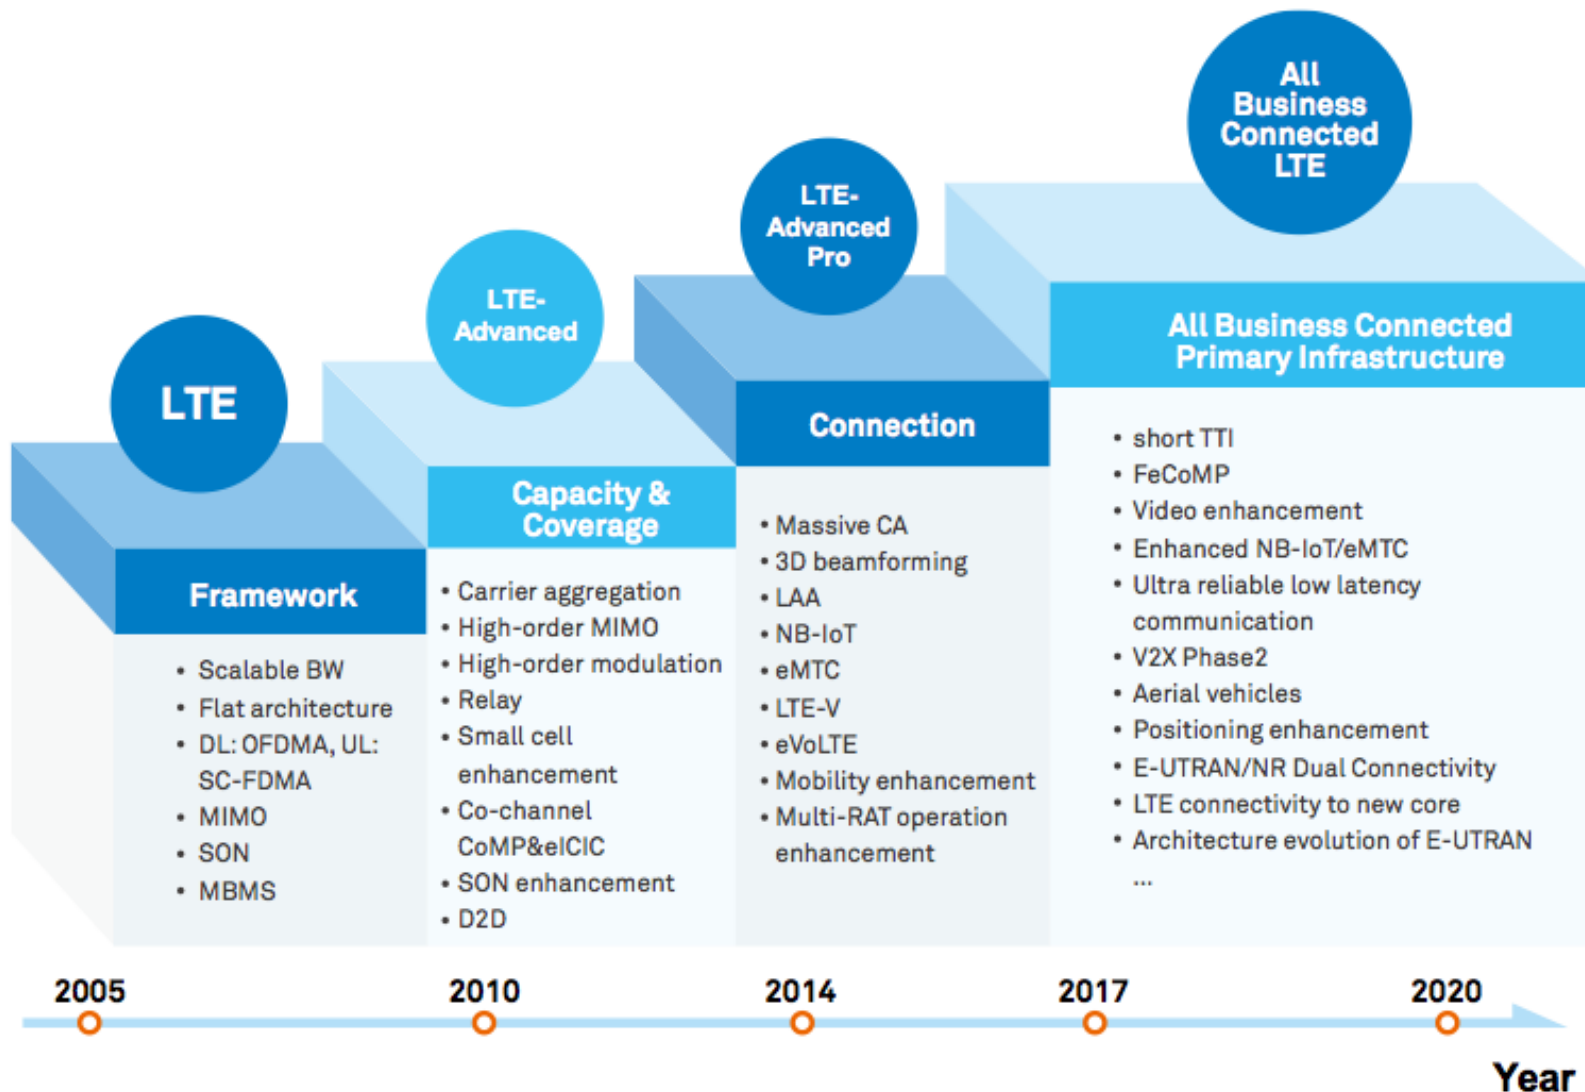 LTE
Framework
• Scalable BW
• Flat architecture
• DL: OFDMA, UL:
SC-FDMA
• MIMO
• SON
• MBMS
LTE-
Advanced
Capacity &
Coverage
• Carrier aggregation
• High-order MIMO
• High-order modulation
• Relay
• Small cell
enhancement
• Co-channel
CoMP&eICIC
• SON enhancement
• D2D
LTE-
Advanced
Pro
Connection
• Massive CA
• 3D beamforming
• LAA
• NB-IoT
• eMTC
• LTE-V
• eVoLTE
• Mobility enhancement
• Multi-RAT operation
enhancement
All
Business
Connected
LTE
All Business Connected
Primary Infrastructure
• short TTI
• FeCoMP
• Video enhancement
• Enhanced NB-IoT/eMTC
• Ultra reliable low latency
communication
• V2X Phase2
• Aerial vehicles
• Positioning enhancement
• E-UTRAN/NR Dual Connectivity
• LTE connectivity to new core
• Architecture evolution of E-UTRAN
...
2005 2010 2014 2017 2020
Year